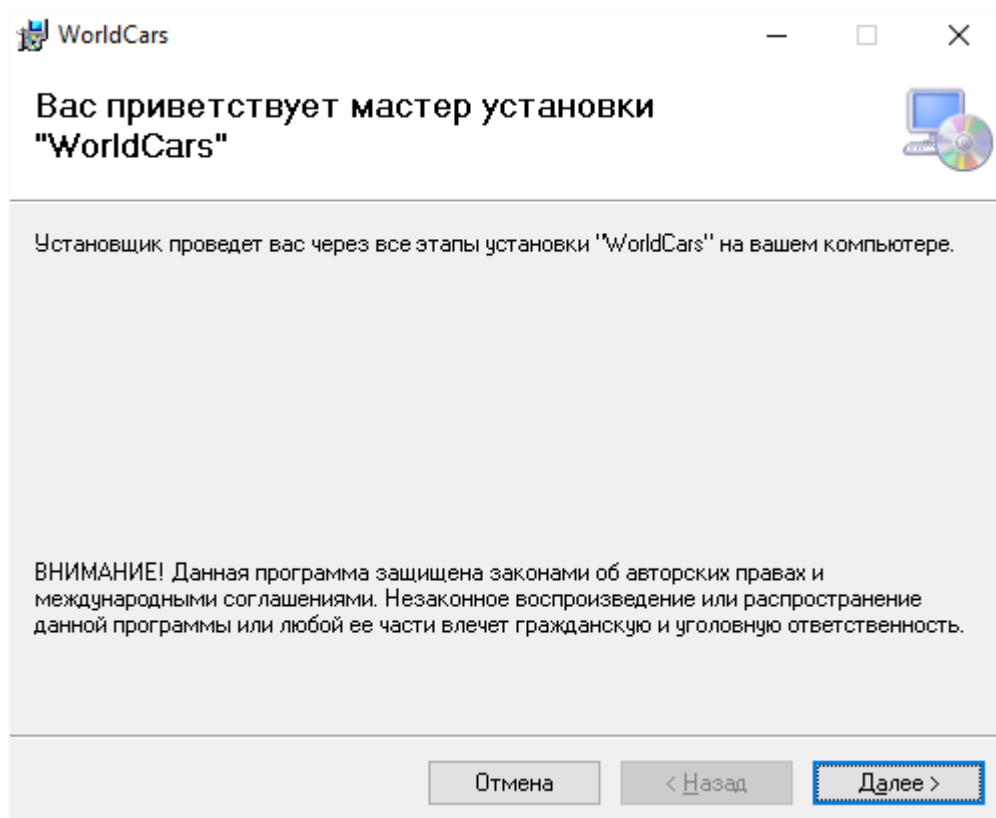 WorldCars
Вас приветствует мастер установки
"WorldCars"
Установщик проведет вас через все этапы установки "WorldCars" на вашем компьютере.
ВНИМАНИЕ! Данная программа защищена законами об авторских правах и
международными соглашениями. Незаконное воспроизведение или распространение
данной программы или любой ее части влечет гражданскую и уголовную ответственность.
Отмена
< Назад
Далее >